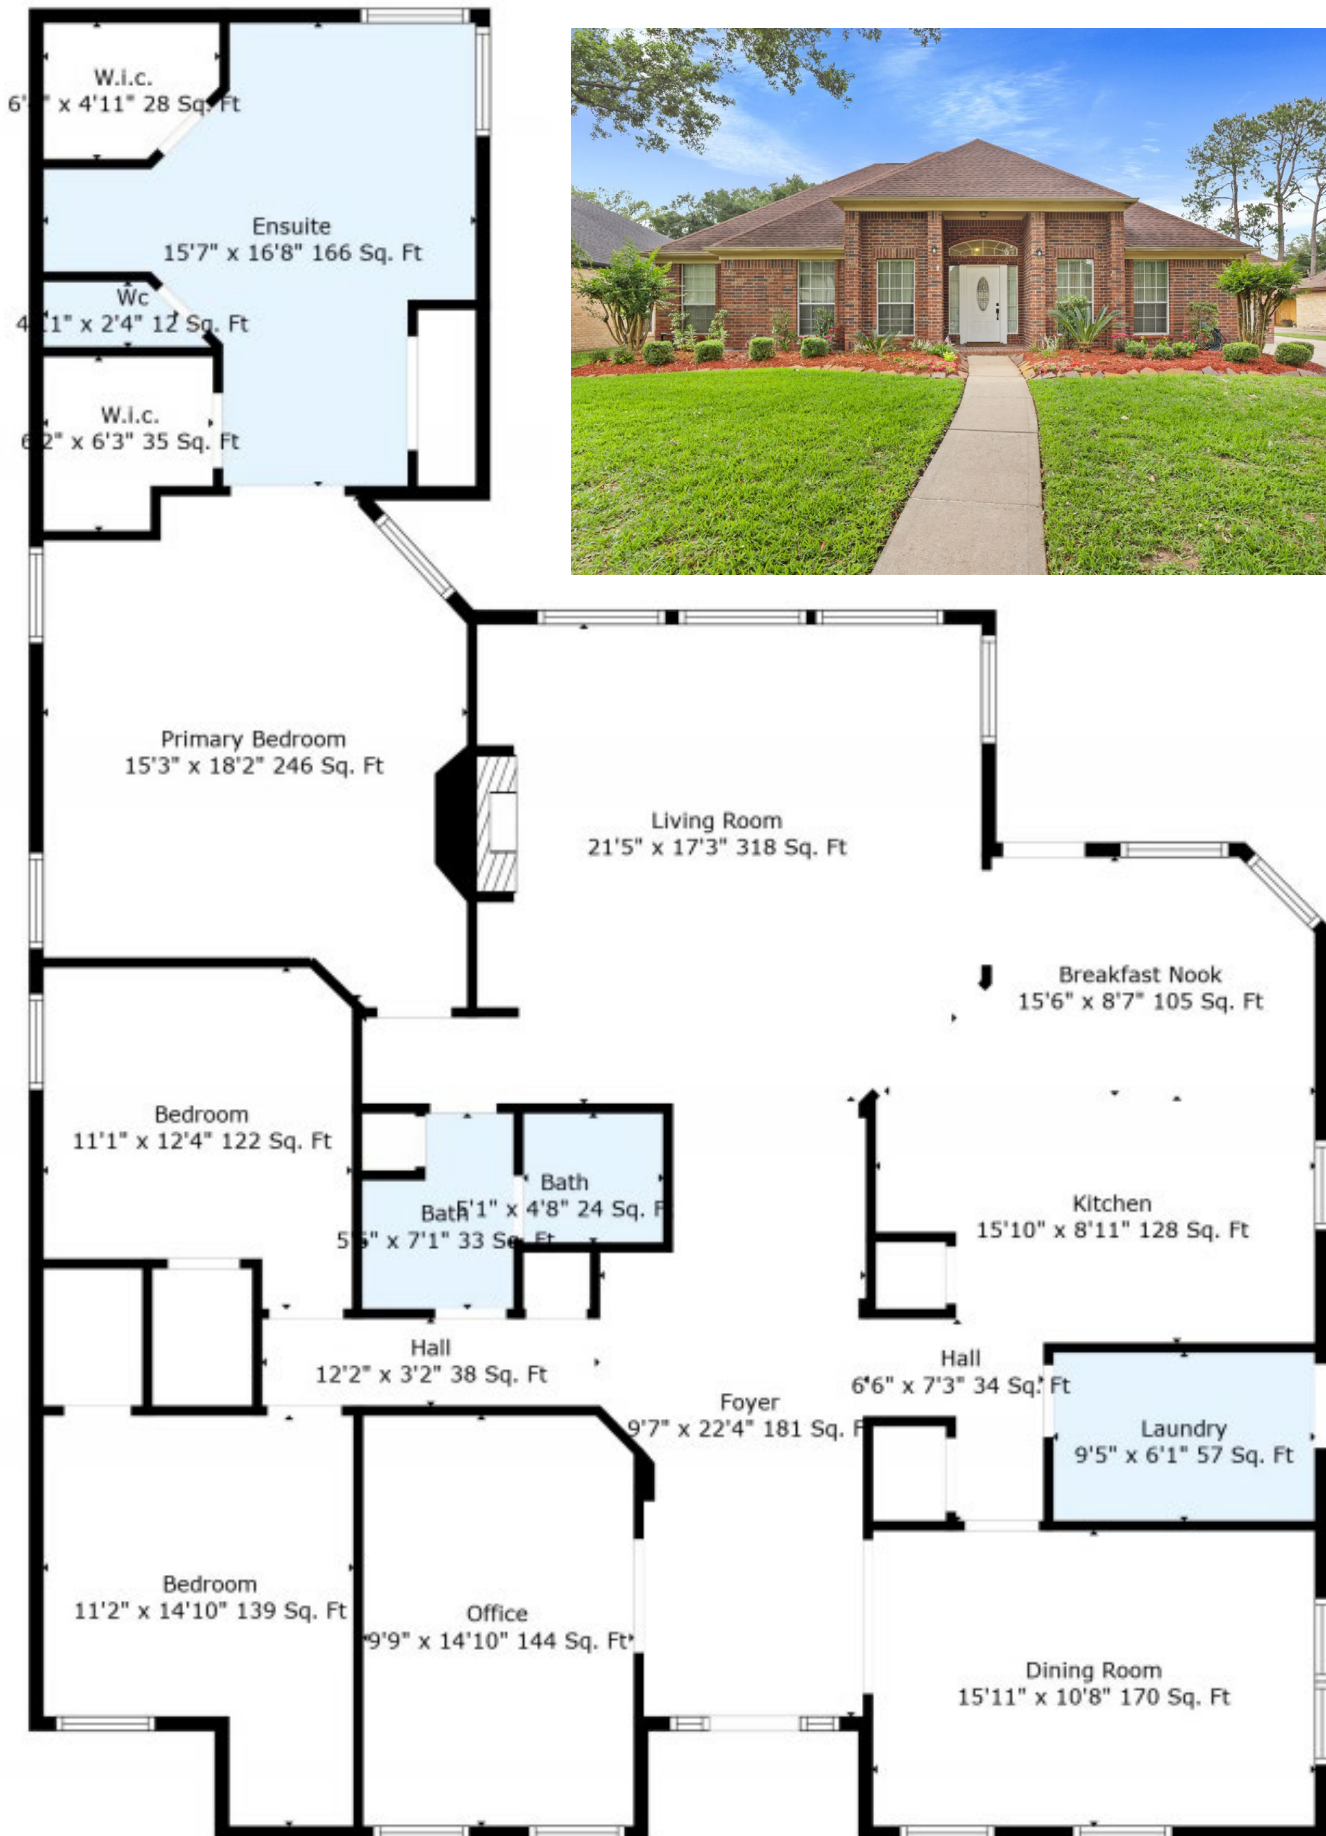 W.i.c.
x 4'11" 28 Sq. Ft
Ensuite
15'7" x 16'8" 166 Sq. Ft
Wc
x 2'4" 12 Sq. Ft
W.i.c.
6'2" x 6'3" 35 Sq. Ft
Primary Bedroom
15'3" x 18'2" 246 Sq. Ft
Living Room
21'5" x 17'3" 318 Sq. Ft
Breakfast Nook
15'6" x 8'7" 105 Sq. Ft
Bedroom
11'1" x 12'4" 122 Sq. Ft
Bath
5'1" x 4'8" 24 Sq. F
Bath
x 7'1" 33 Sq. Ft
Kitchen
15'10" x 8'11" 128 Sq. Ft
Hall
12'2" x 3'2" 38 Sq. Ft
Hall
6'6" x 7'3" 34 Sq. Ft
Foyer
9'7" x 22'4" 181 Sq. F
Laundry
9'5" x 6'1" 57 Sq. Ft
Bedroom
11'2" x 14'10" 139 Sq. Ft
Office
9'9" x 14'10" 144 Sq. Ft
Dining Room
15'11" x 10'8" 170 Sq. Ft